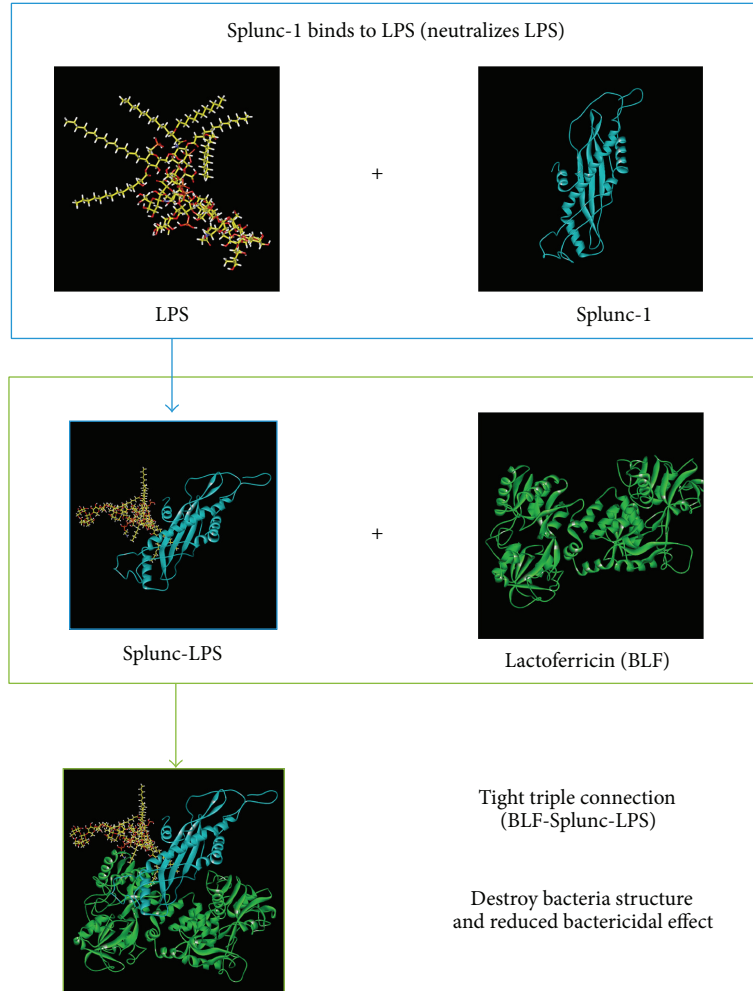 Splunc-1 binds to LPS (neutralizes LPS)
+
LPS
Splunc-1
+
Splunc-LPS
Lactoferricin (BLF)
Tight triple connection
(BLF-Splunc-LPS)
Destroy bacteria structure
and reduced bactericidal effect